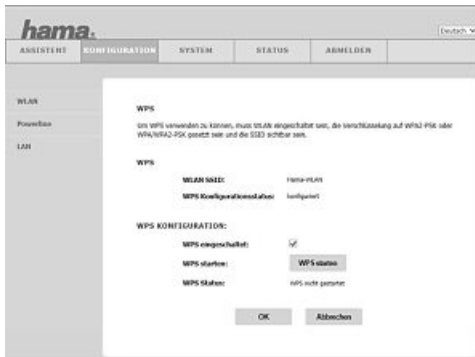 hama.
Deutsch
ASSISTENT KONFIGURATION SYSTEM STATUS ABMELDEN
WLAN
Powerline
LAN
WPS
Um WPS verwenden zu können, muss WLAN eingeschaltet sein, die Verschlüsselung auf WPA2-PSK oder
WPA/WPA2-PSK gesetzt sein und die SSID sichtbar sein.
WPS
WLAN SSID: Hama-WLAN
WPS Konfigurationsstatus: konfiguriert
WPS KONFIGURATION:
WPS eingeschaltet:
WPS starten: WPS starten
WPS Status: WPS nicht gestartet
OK Abbrechen